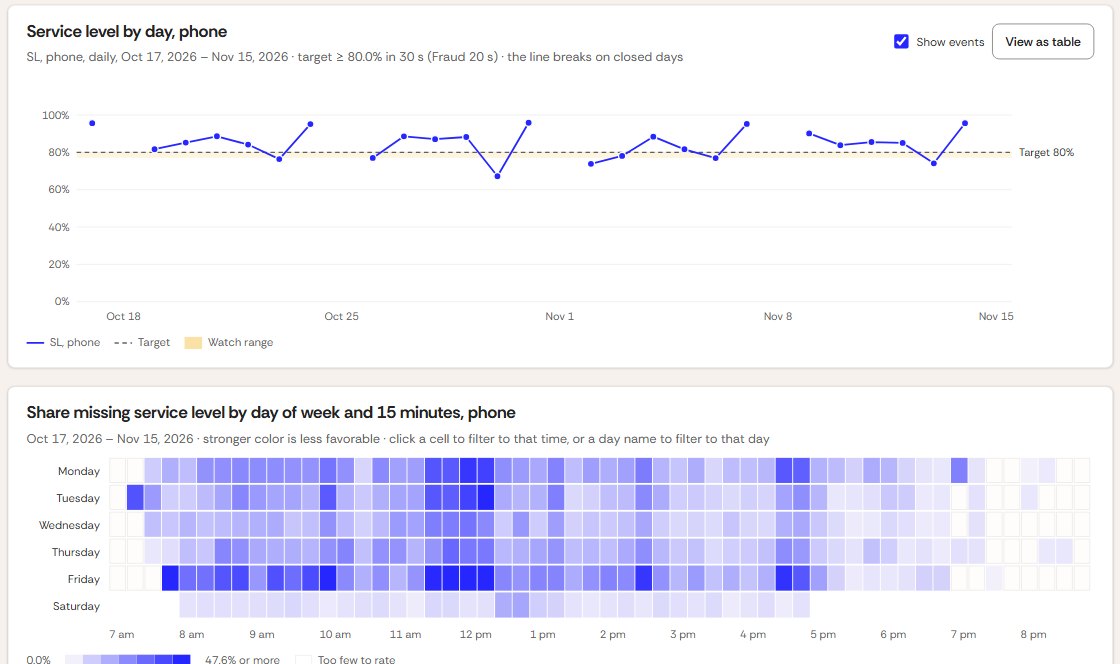 Service level by day, phone
SL, phone, daily, Oct 17, 2026 – Nov 15, 2026 · target ≥ 80.0% in 30 s (Fraud 20 s) · the line breaks on closed days
Show events
View as table
100%
80%
60%
40%
20%
0%
Target 80%
Oct 18 Oct 25 Nov 1 Nov 8 Nov 15
SL, phone Target Watch range
Share missing service level by day of week and 15 minutes, phone
Oct 17, 2026 – Nov 15, 2026 · stronger color is less favorable · click a cell to filter to that time, or a day name to filter to that day
Monday
Tuesday
Wednesday
Thursday
Friday
Saturday
7 am 8 am 9 am 10 am 11 am 12 pm 1 pm 2 pm 3 pm 4 pm 5 pm 6 pm 7 pm 8 pm
0.0% 47.6% or more Too few to rate